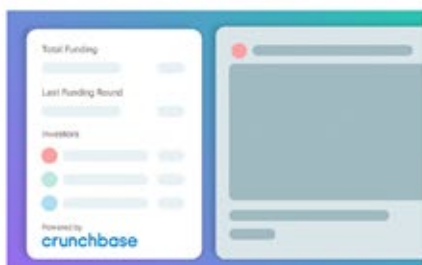 Total Funding
Last Funding Round
Investors
Powered by
crunchbase